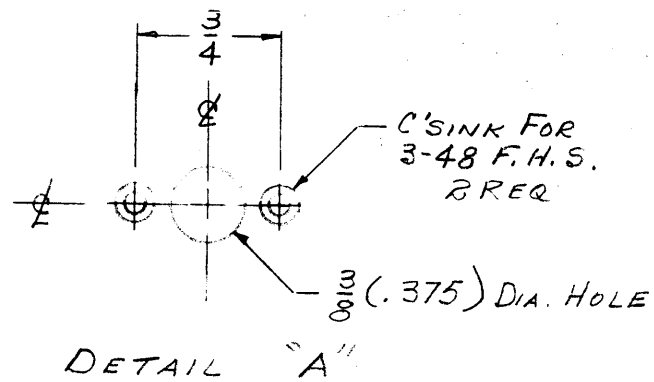 3/4
℄
C'SINK FOR
3-48 F.H.S.
2 REQ
℄
3/8 (.375) DIA. HOLE
DETAIL "A"